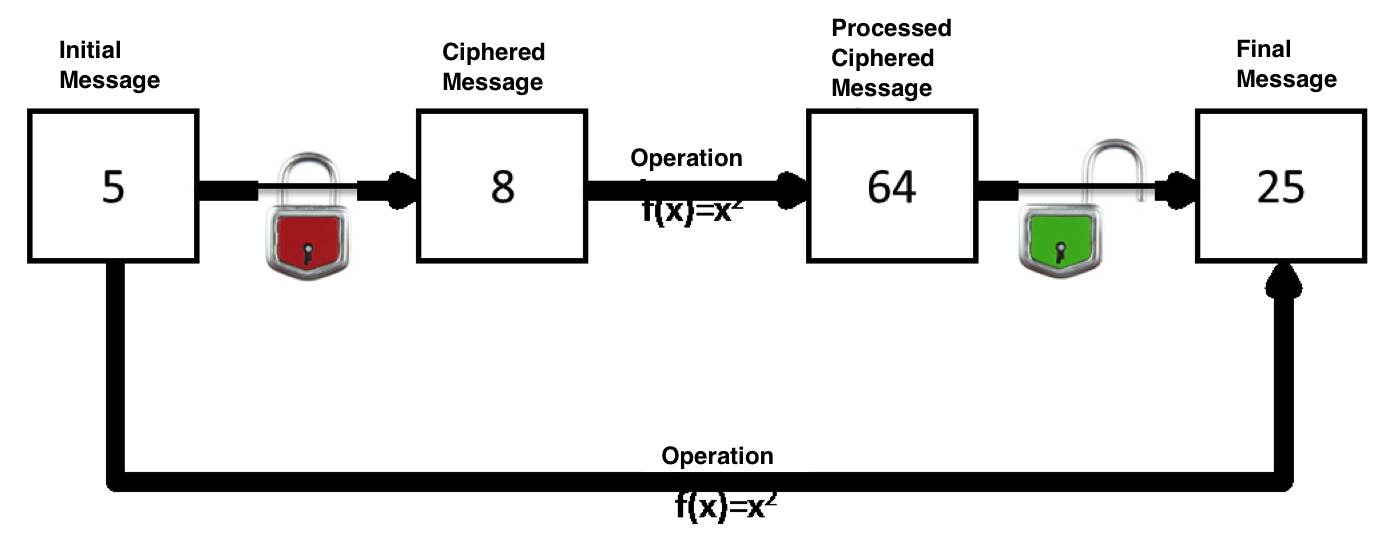 Initial
Message
Ciphered
Message
Processed
Ciphered
Message
Final
Message
5
8
Operation
f(x)=x²
64
25
Operation
f(x)=x²